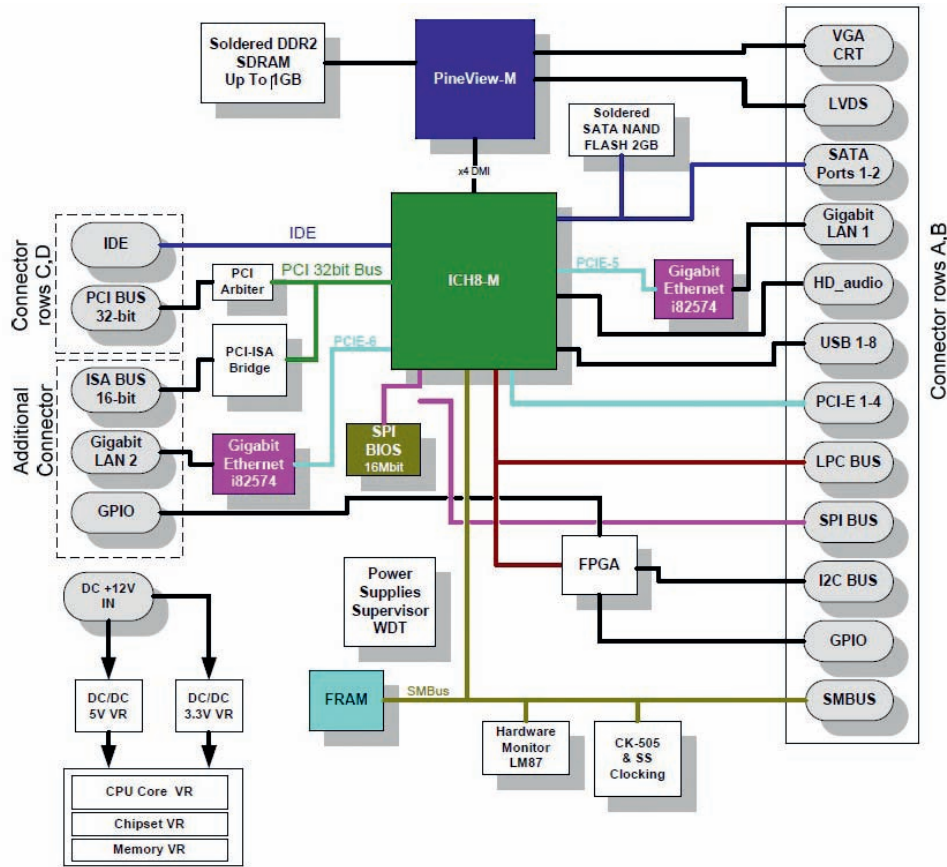 Soldered DDR2
SDRAM
Up To 1GB
PineView-M
VGA
CRT
LVDS
Soldered
SATA NAND
FLASH 2GB
SATA
Ports 1-2
x4 DMI
Connector
rows C,D
IDE
IDE
PCI BUS
32-bit
PCI
Arbiter
PCI 32bit Bus
ICH8-M
PCIE-5
Gigabit
Ethernet
i82574
Gigabit
LAN 1
HD_audio
USB 1-8
Connector rows A,B
Additional
Connector
ISA BUS
16-bit
PCI-ISA
Bridge
PCIE-6
PCI-E 1-4
Gigabit
LAN 2
Gigabit
Ethernet
i82574
SPI
BIOS
16Mbit
LPC BUS
GPIO
SPI BUS
FPGA
I2C BUS
Power
Supplies
Supervisor
WDT
GPIO
DC +12V
IN
DC/DC
5V VR
DC/DC
3.3V VR
FRAM
SMBus
SMBUS
Hardware
Monitor
LM87
CK-505
& SS
Clocking
CPU Core VR
Chipset VR
Memory VR